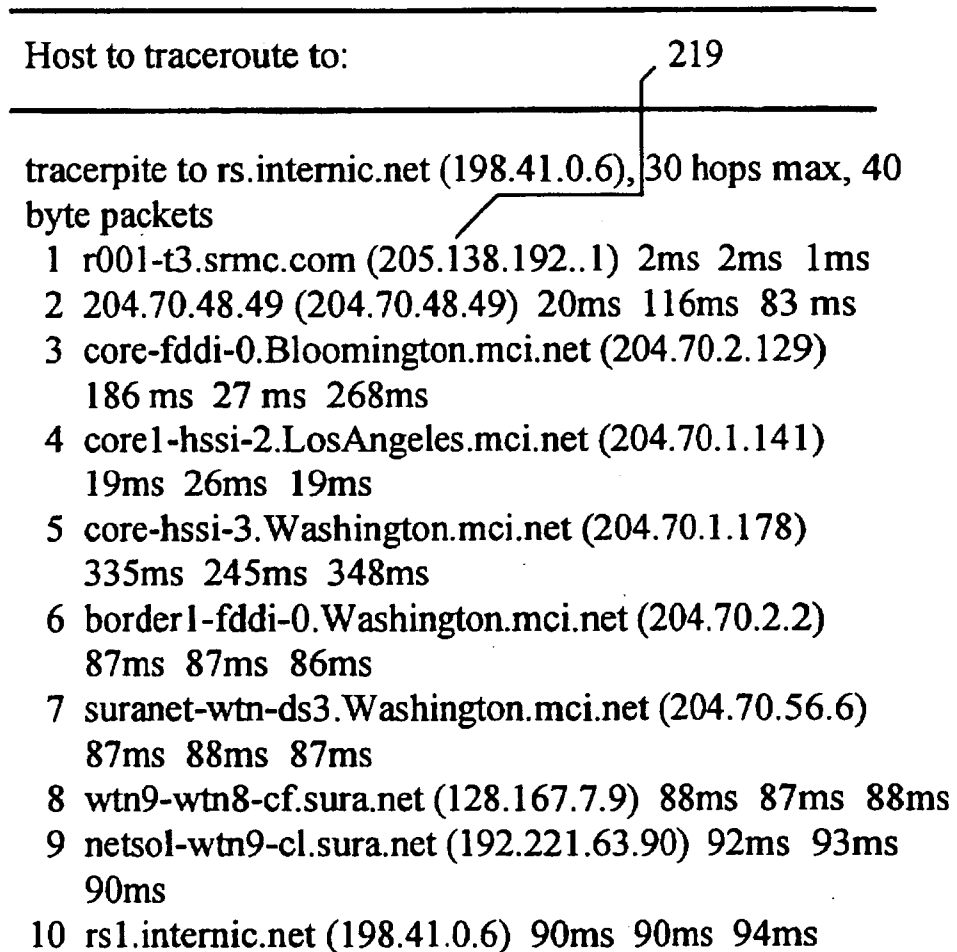 Host to traceroute to: 219
tracerpite to rs.internic.net (198.41.0.6), 30 hops max, 40
byte packets
1 r001-t3.srmc.com (205.138.192..1) 2ms 2ms 1ms
2 204.70.48.49 (204.70.48.49) 20ms 116ms 83 ms
3 core-fddi-0.Bloomington.mci.net (204.70.2.129)
186 ms 27 ms 268ms
4 core1-hssi-2.LosAngeles.mci.net (204.70.1.141)
19ms 26ms 19ms
5 core-hssi-3.Washington.mci.net (204.70.1.178)
335ms 245ms 348ms
6 border1-fddi-0.Washington.mci.net (204.70.2.2)
87ms 87ms 86ms
7 suranet-wtn-ds3.Washington.mci.net (204.70.56.6)
87ms 88ms 87ms
8 wtn9-wtn8-cf.sura.net (128.167.7.9) 88ms 87ms 88ms
9 netsol-wtn9-cl.sura.net (192.221.63.90) 92ms 93ms
90ms
10 rs1.internic.net (198.41.0.6) 90ms 90ms 94ms